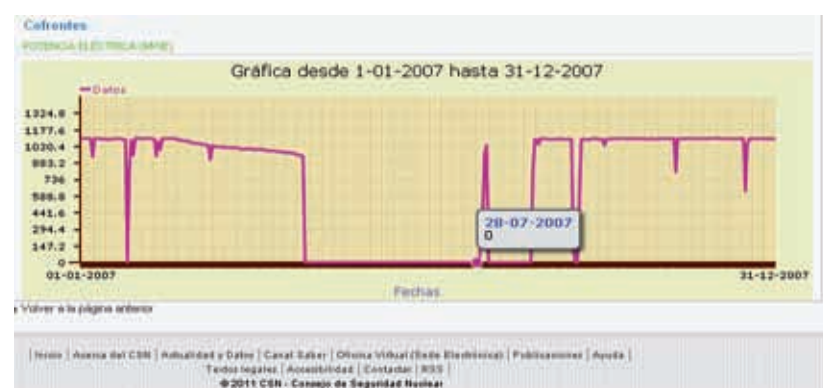 Cofrentes
POTENCIA ELÉCTRICA (MWE)
Gráfica desde 1-01-2007 hasta 31-12-2007
Datos
1324.8
1177.6
1030.4
883.2
736
588.8
441.6
294.4
147.2
0
28-07-2007
0
01-01-2007
31-12-2007
Fechas
Volver a la página anterior
| Inicio | Acerca del CSN | Actualidad y Datos | Canal Saber | Oficina Virtual (Sede Electrónica) | Publicaciones | Ayuda |
Textos legales | Accesibilidad | Contactar | RSS |
©2011 CSN - Consejo de Seguridad Nuclear